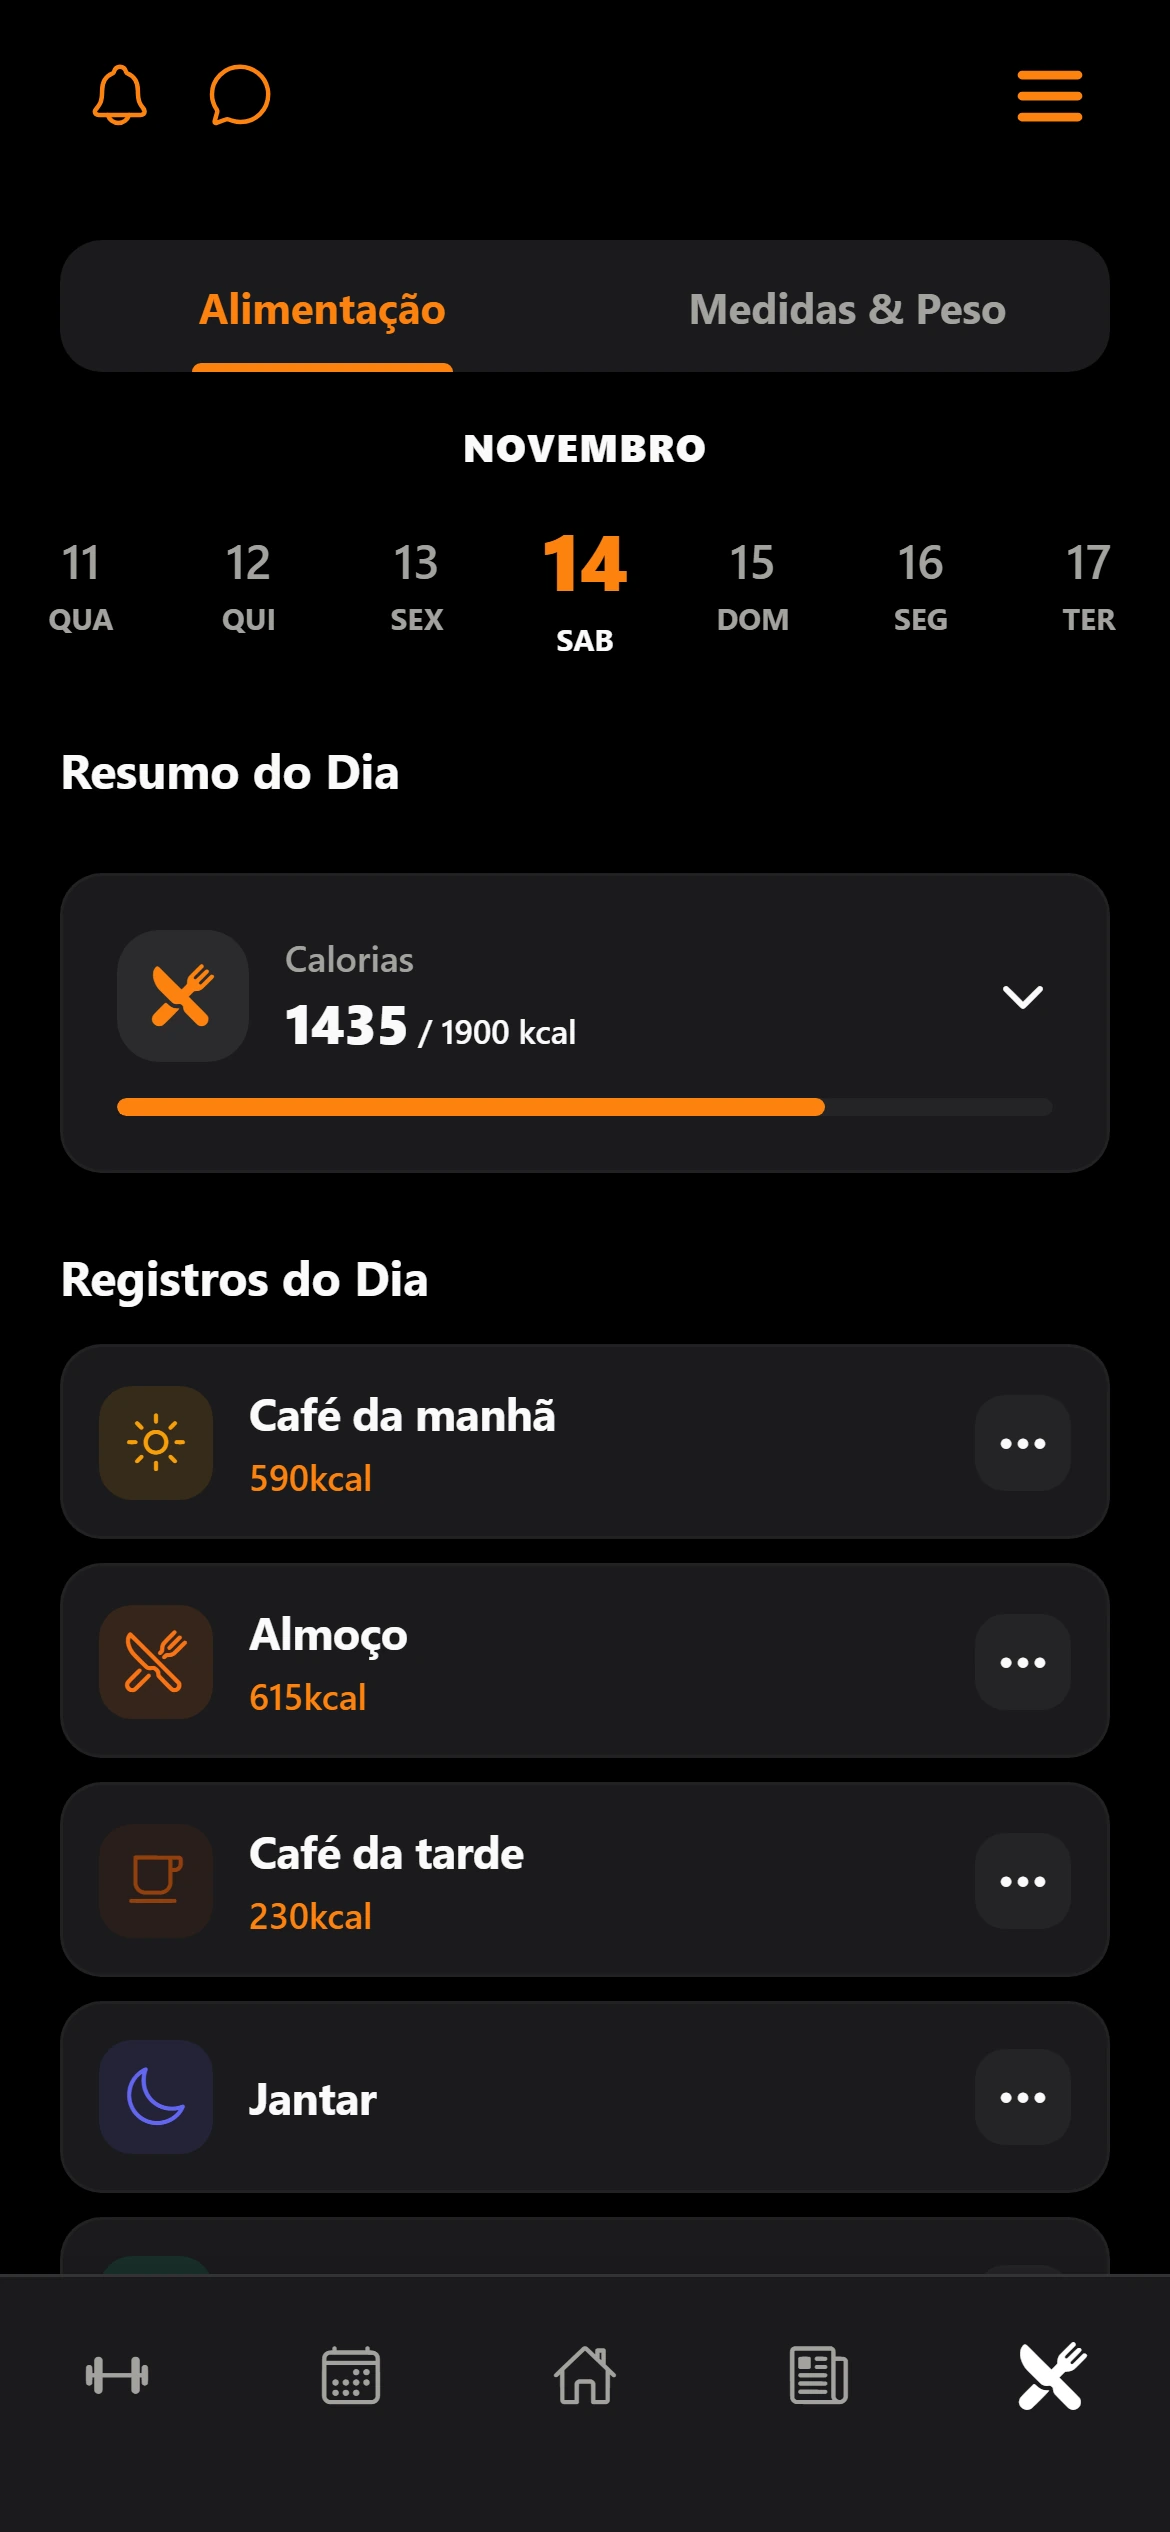 Alimentação
Medidas & Peso
NOVEMBRO
11 12 13 14 15 16 17
QUA QUI SEX SAB DOM SEG TER
Resumo do Dia
Calorias
1435 / 1900 kcal
Registros do Dia
Café da manhã
590kcal
Almoço
615kcal
Café da tarde
230kcal
Jantar